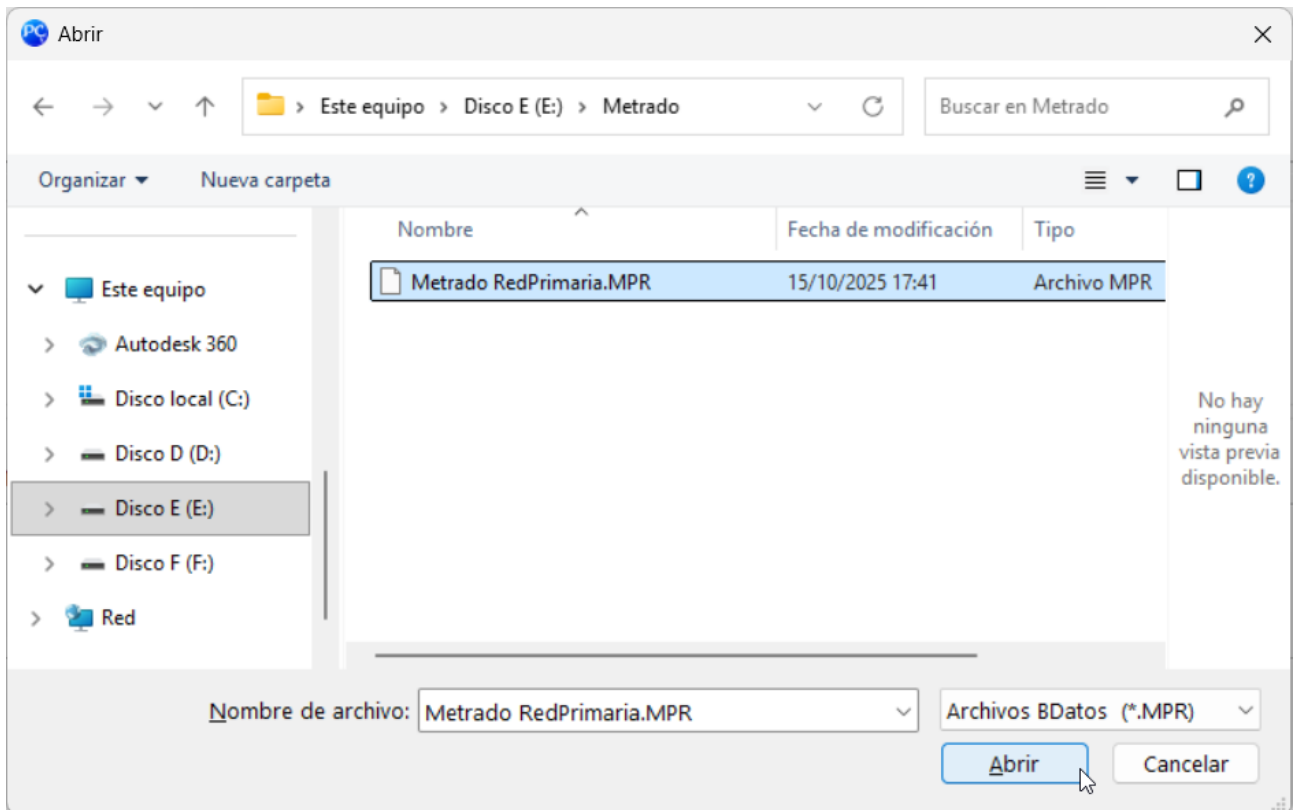 PC Abrir
Este equipo > Disco E (E:) > Metrado
Buscar en Metrado
Organizar
Nueva carpeta
?
Nombre
Fecha de modificación
Tipo
Metrado RedPrimaria.MPR
15/10/2025 17:41
Archivo MPR
Este equipo
Autodesk 360
Disco local (C:)
Disco D (D:)
Disco E (E:)
Disco F (F:)
Red
No hay
ninguna
vista previa
disponible.
Nombre de archivo: Metrado RedPrimaria.MPR
Archivos BDatos (*.MPR)
Abrir
Cancelar